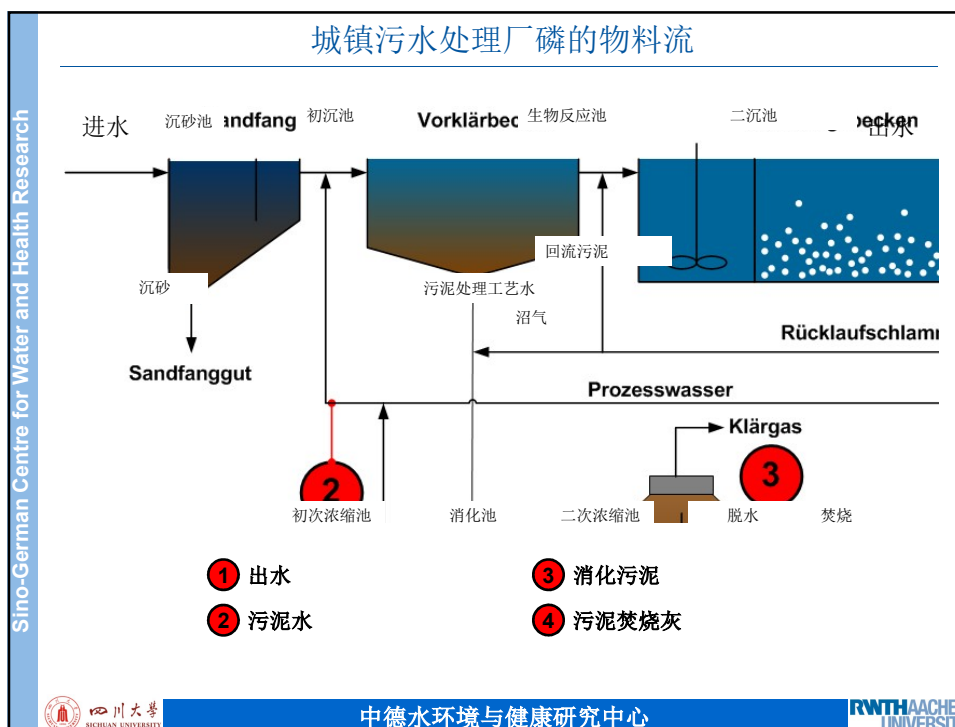 城镇污水处理厂磷的物料流
Sino-German Centre for Water and Health Research
进水
沉砂池
andfang
初沉池
Vorklärbec
生物反应池
二沉池
出水
becken
回流污泥
沉砂
污泥处理工艺水
沼气
Rücklaufschlamm
Sandfanggut
Prozesswasser
Klärgas
2
3
初次浓缩池
消化池
二次浓缩池
脱水
焚烧
1 出水
3 消化污泥
2 污泥水
4 污泥焚烧灰
四川大学
SICHUAN UNIVERSITY
中德水环境与健康研究中心
RWTHAACHE
UNIVERSIT